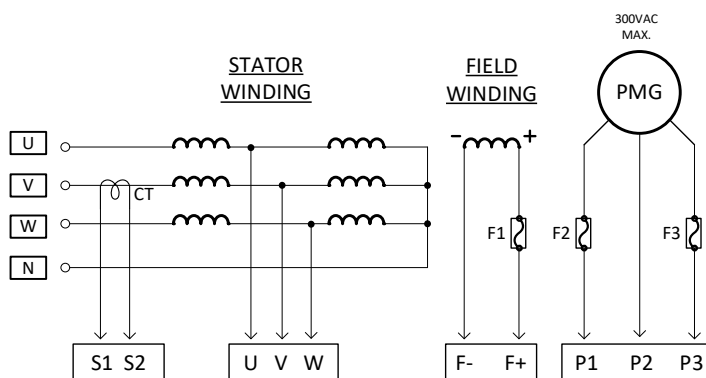 300VAC
MAX.
STATOR
WINDING
FIELD
WINDING
PMG
U
V
W
N
CT
-
+
F1
F2
F3
S1 S2
U V W
F- F+
P1 P2 P3